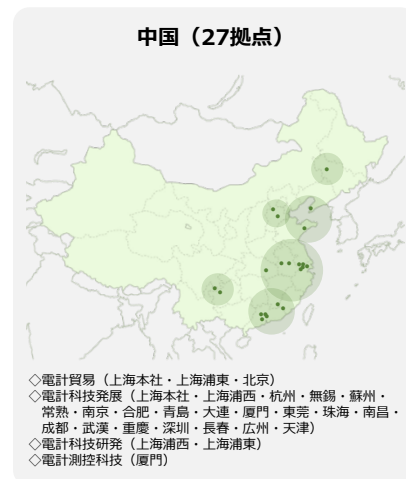 中国（27拠点）
◇電計貿易（上海本社・上海浦東・北京）
◇電計科技発展（上海本社・上海浦西・杭州・無錫・蘇州・
常熟・南京・合肥・青島・大連・厦門・東莞・珠海・南昌・
成都・武漢・重慶・深圳・長春・広州・天津）
◇電計科技研発（上海浦西・上海浦東）
◇電計測控科技（厦門）